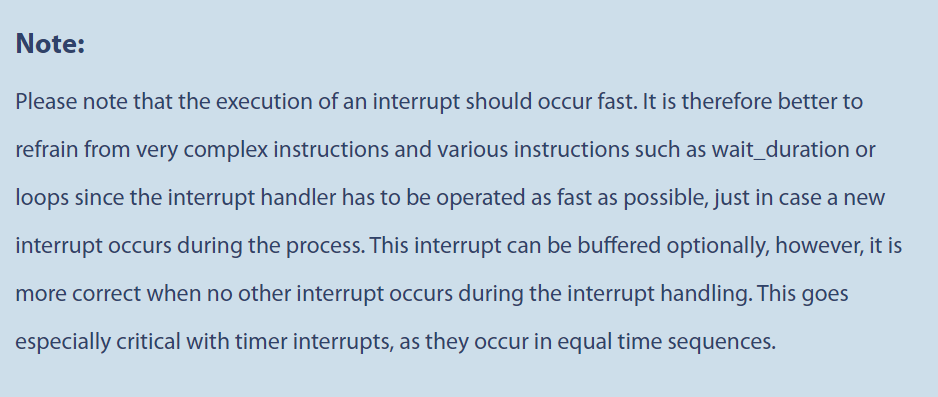 Note:
Please note that the execution of an interrupt should occur fast. It is therefore better to
refrain from very complex instructions and various instructions such as wait_duration or
loops since the interrupt handler has to be operated as fast as possible, just in case a new
interrupt occurs during the process. This interrupt can be buffered optionally, however, it is
more correct when no other interrupt occurs during the interrupt handling. This goes
especially critical with timer interrupts, as they occur in equal time sequences.